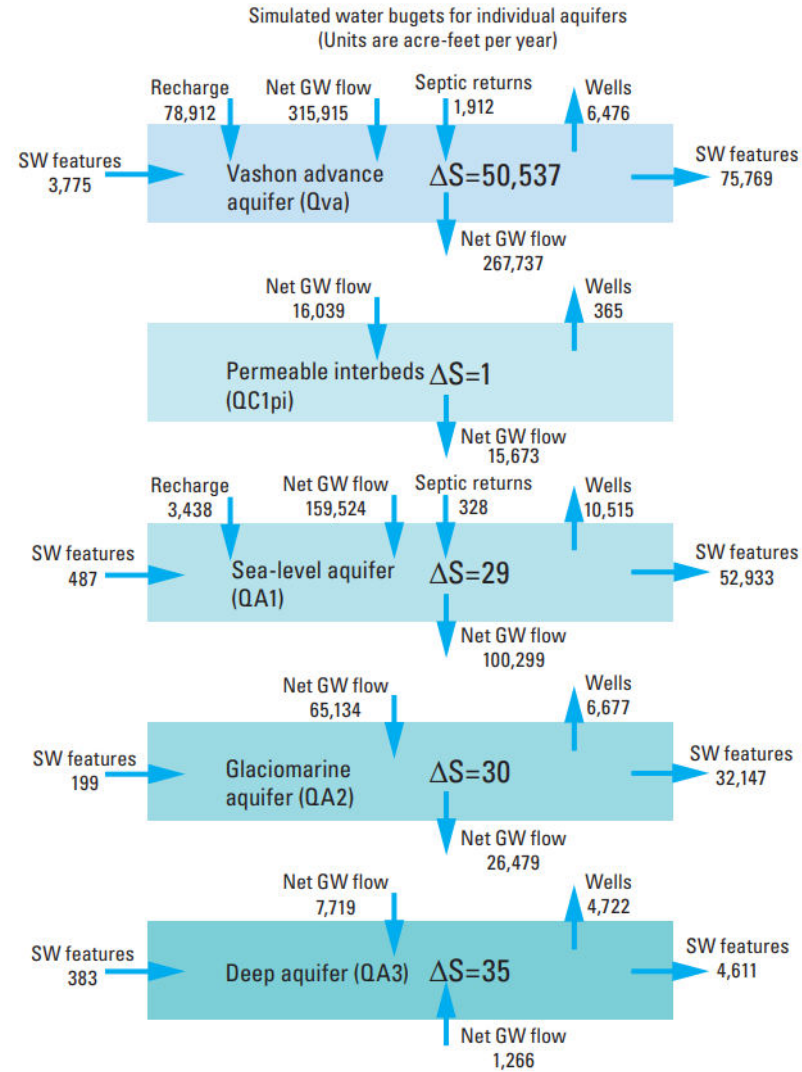 Simulated water bugets for individual aquifers
(Units are acre-feet per year)
Recharge
78,912
Net GW flow
315,915
Septic returns
1,912
Wells
6,476
SW features
3,775
Vashon advance
aquifer (Qva)
ΔS=50,537
SW features
75,769
Net GW flow
267,737
Net GW flow
16,039
Wells
365
Permeable interbeds
(QC1pi)
ΔS=1
Net GW flow
15,673
Recharge
3,438
Net GW flow
159,524
Septic returns
328
Wells
10,515
SW features
487
Sea-level aquifer
(QA1)
ΔS=29
SW features
52,933
Net GW flow
100,299
Net GW flow
65,134
Wells
6,677
SW features
199
Glaciomarine
aquifer (QA2)
ΔS=30
SW features
32,147
Net GW flow
26,479
Net GW flow
7,719
Wells
4,722
SW features
383
Deep aquifer (QA3)
ΔS=35
SW features
4,611
Net GW flow
1,266